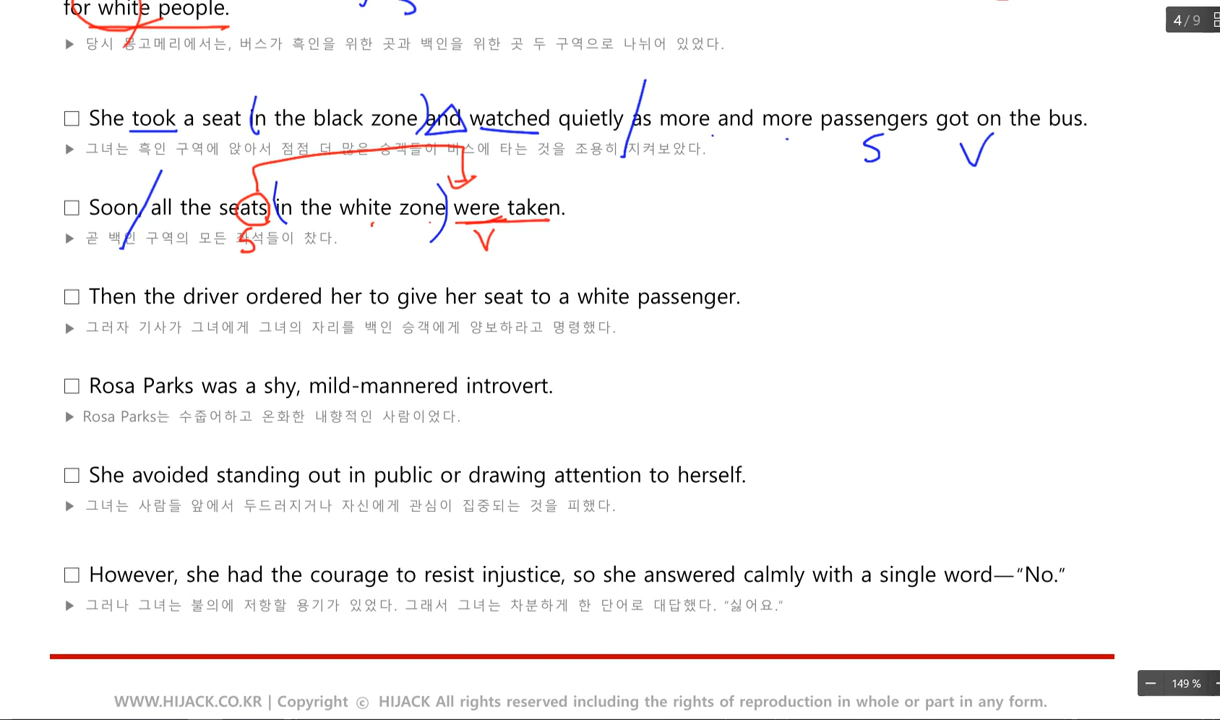 for white people.
4 / 9
▶ 당시 몽고메리에서는, 버스가 흑인을 위한 곳과 백인을 위한 곳 두 구역으로 나뉘어 있었다.
□ She took a seat in the black zone and watched quietly as more and more passengers got on the bus.
▶ 그녀는 흑인 구역에 앉아서 점점 더 많은 승객들이 버스에 타는 것을 조용히 지켜보았다.
S V
□ Soon, all the seats in the white zone were taken.
▶ 곧 백인 구역의 모든 좌석들이 찼다.
S V
□ Then the driver ordered her to give her seat to a white passenger.
▶ 그러자 기사가 그녀에게 그녀의 자리를 백인 승객에게 양보하라고 명령했다.
□ Rosa Parks was a shy, mild-mannered introvert.
▶ Rosa Parks는 수줍어하고 온화한 내향적인 사람이었다.
□ She avoided standing out in public or drawing attention to herself.
▶ 그녀는 사람들 앞에서 두드러지거나 자신에게 관심이 집중되는 것을 피했다.
□ However, she had the courage to resist injustice, so she answered calmly with a single word—“No.”
▶ 그러나 그녀는 불의에 저항할 용기가 있었다. 그래서 그녀는 차분하게 한 단어로 대답했다. “싫어요.”
149 %
WWW.HIJACK.CO.KR | Copyright ⓒ HIJACK All rights reserved including the rights of reproduction in whole or part in any form.